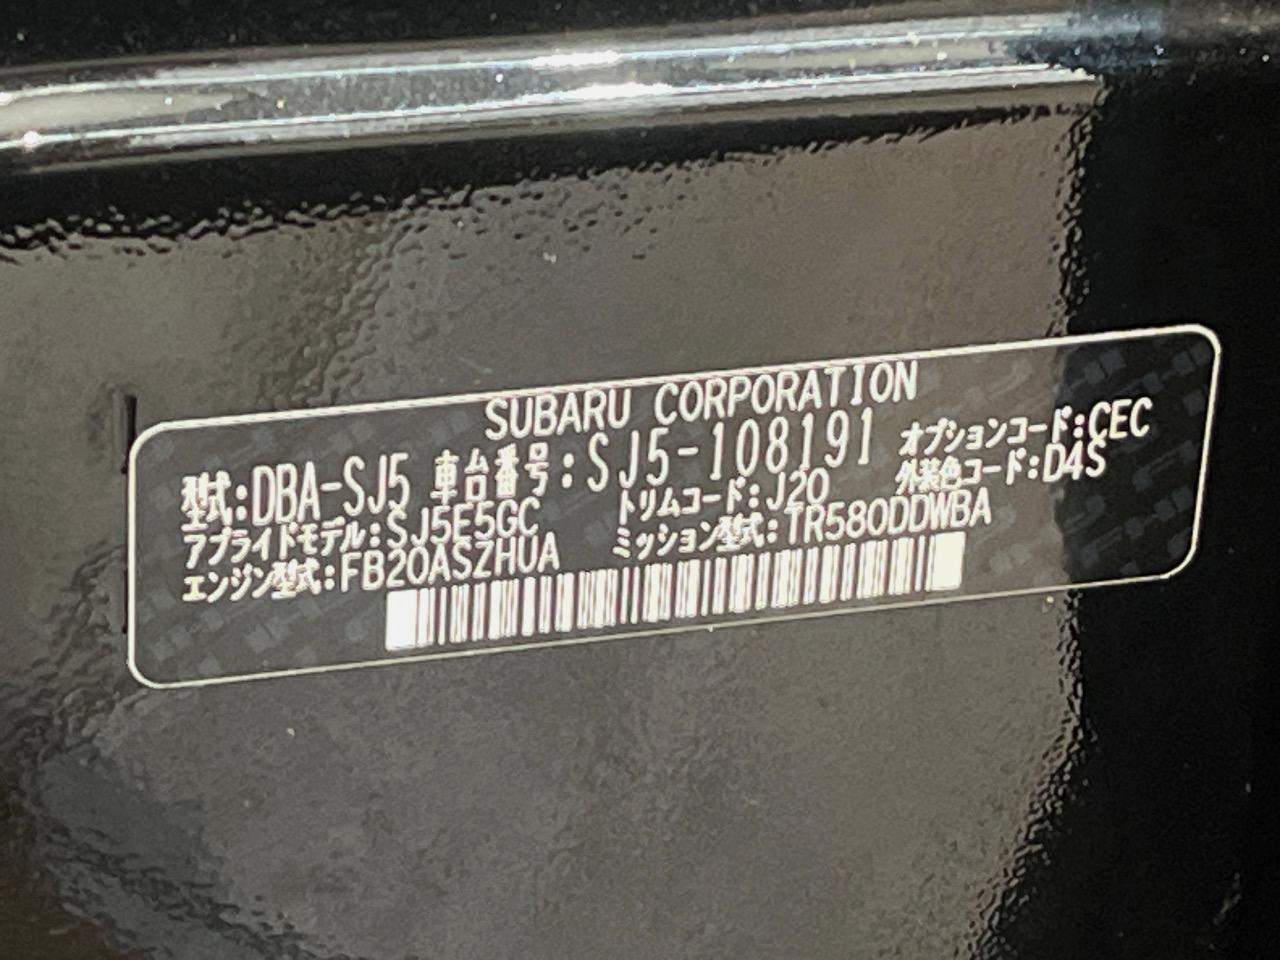 SUBARU CORPORATION
型式:DBA-SJ5 車台番号:SJ5-108191 オプションコード:CEC
アプライドモデル:SJ5E5GC トリムコード:J20 外装色コード:D4S
エンジン型式:FB20ASZHUA ミッション型式:TR580DDWBA